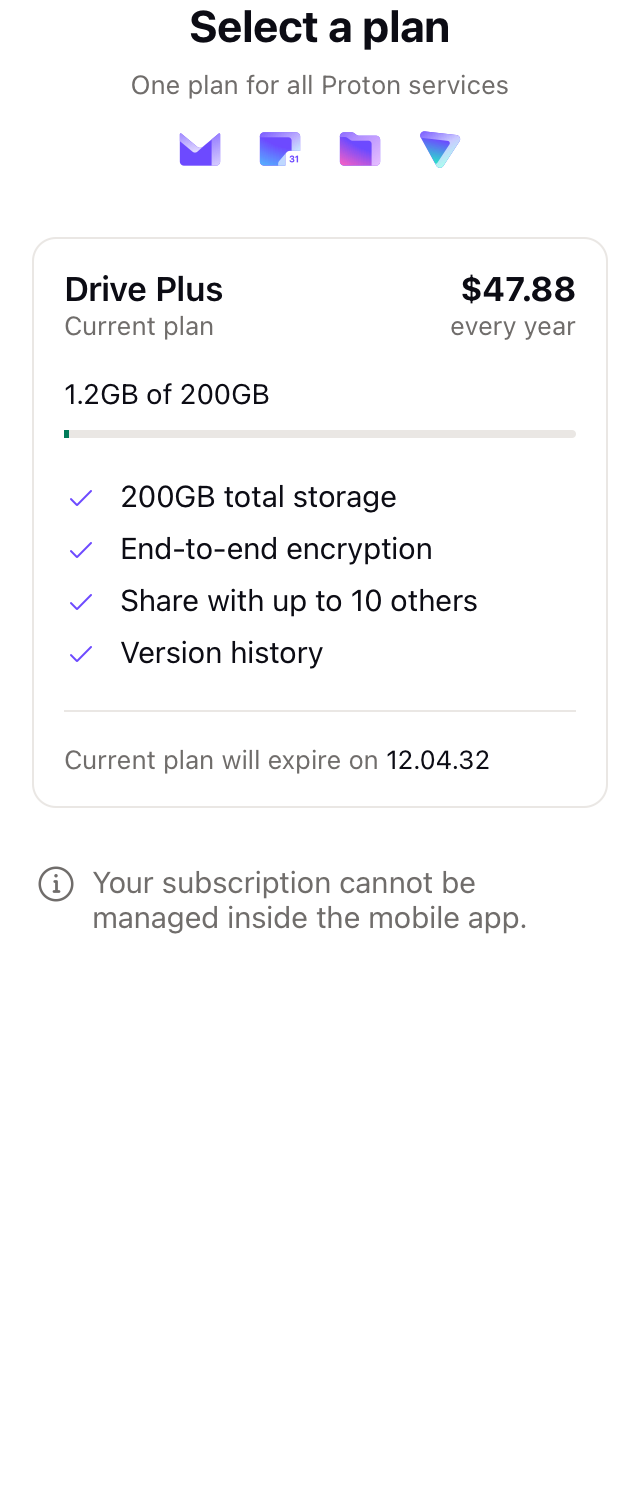 Select a plan
One plan for all Proton services
31
Drive Plus
$47.88
Current plan
every year
1.2GB of 200GB
200GB total storage
End-to-end encryption
Share with up to 10 others
Version history
Current plan will expire on 12.04.32
Your subscription cannot be
managed inside the mobile app.